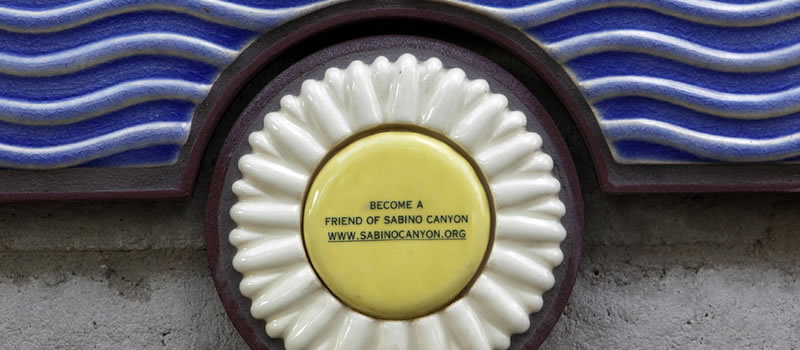 BECOME A
FRIEND OF SABINO CANYON
WWW.SABINOCANYON.ORG